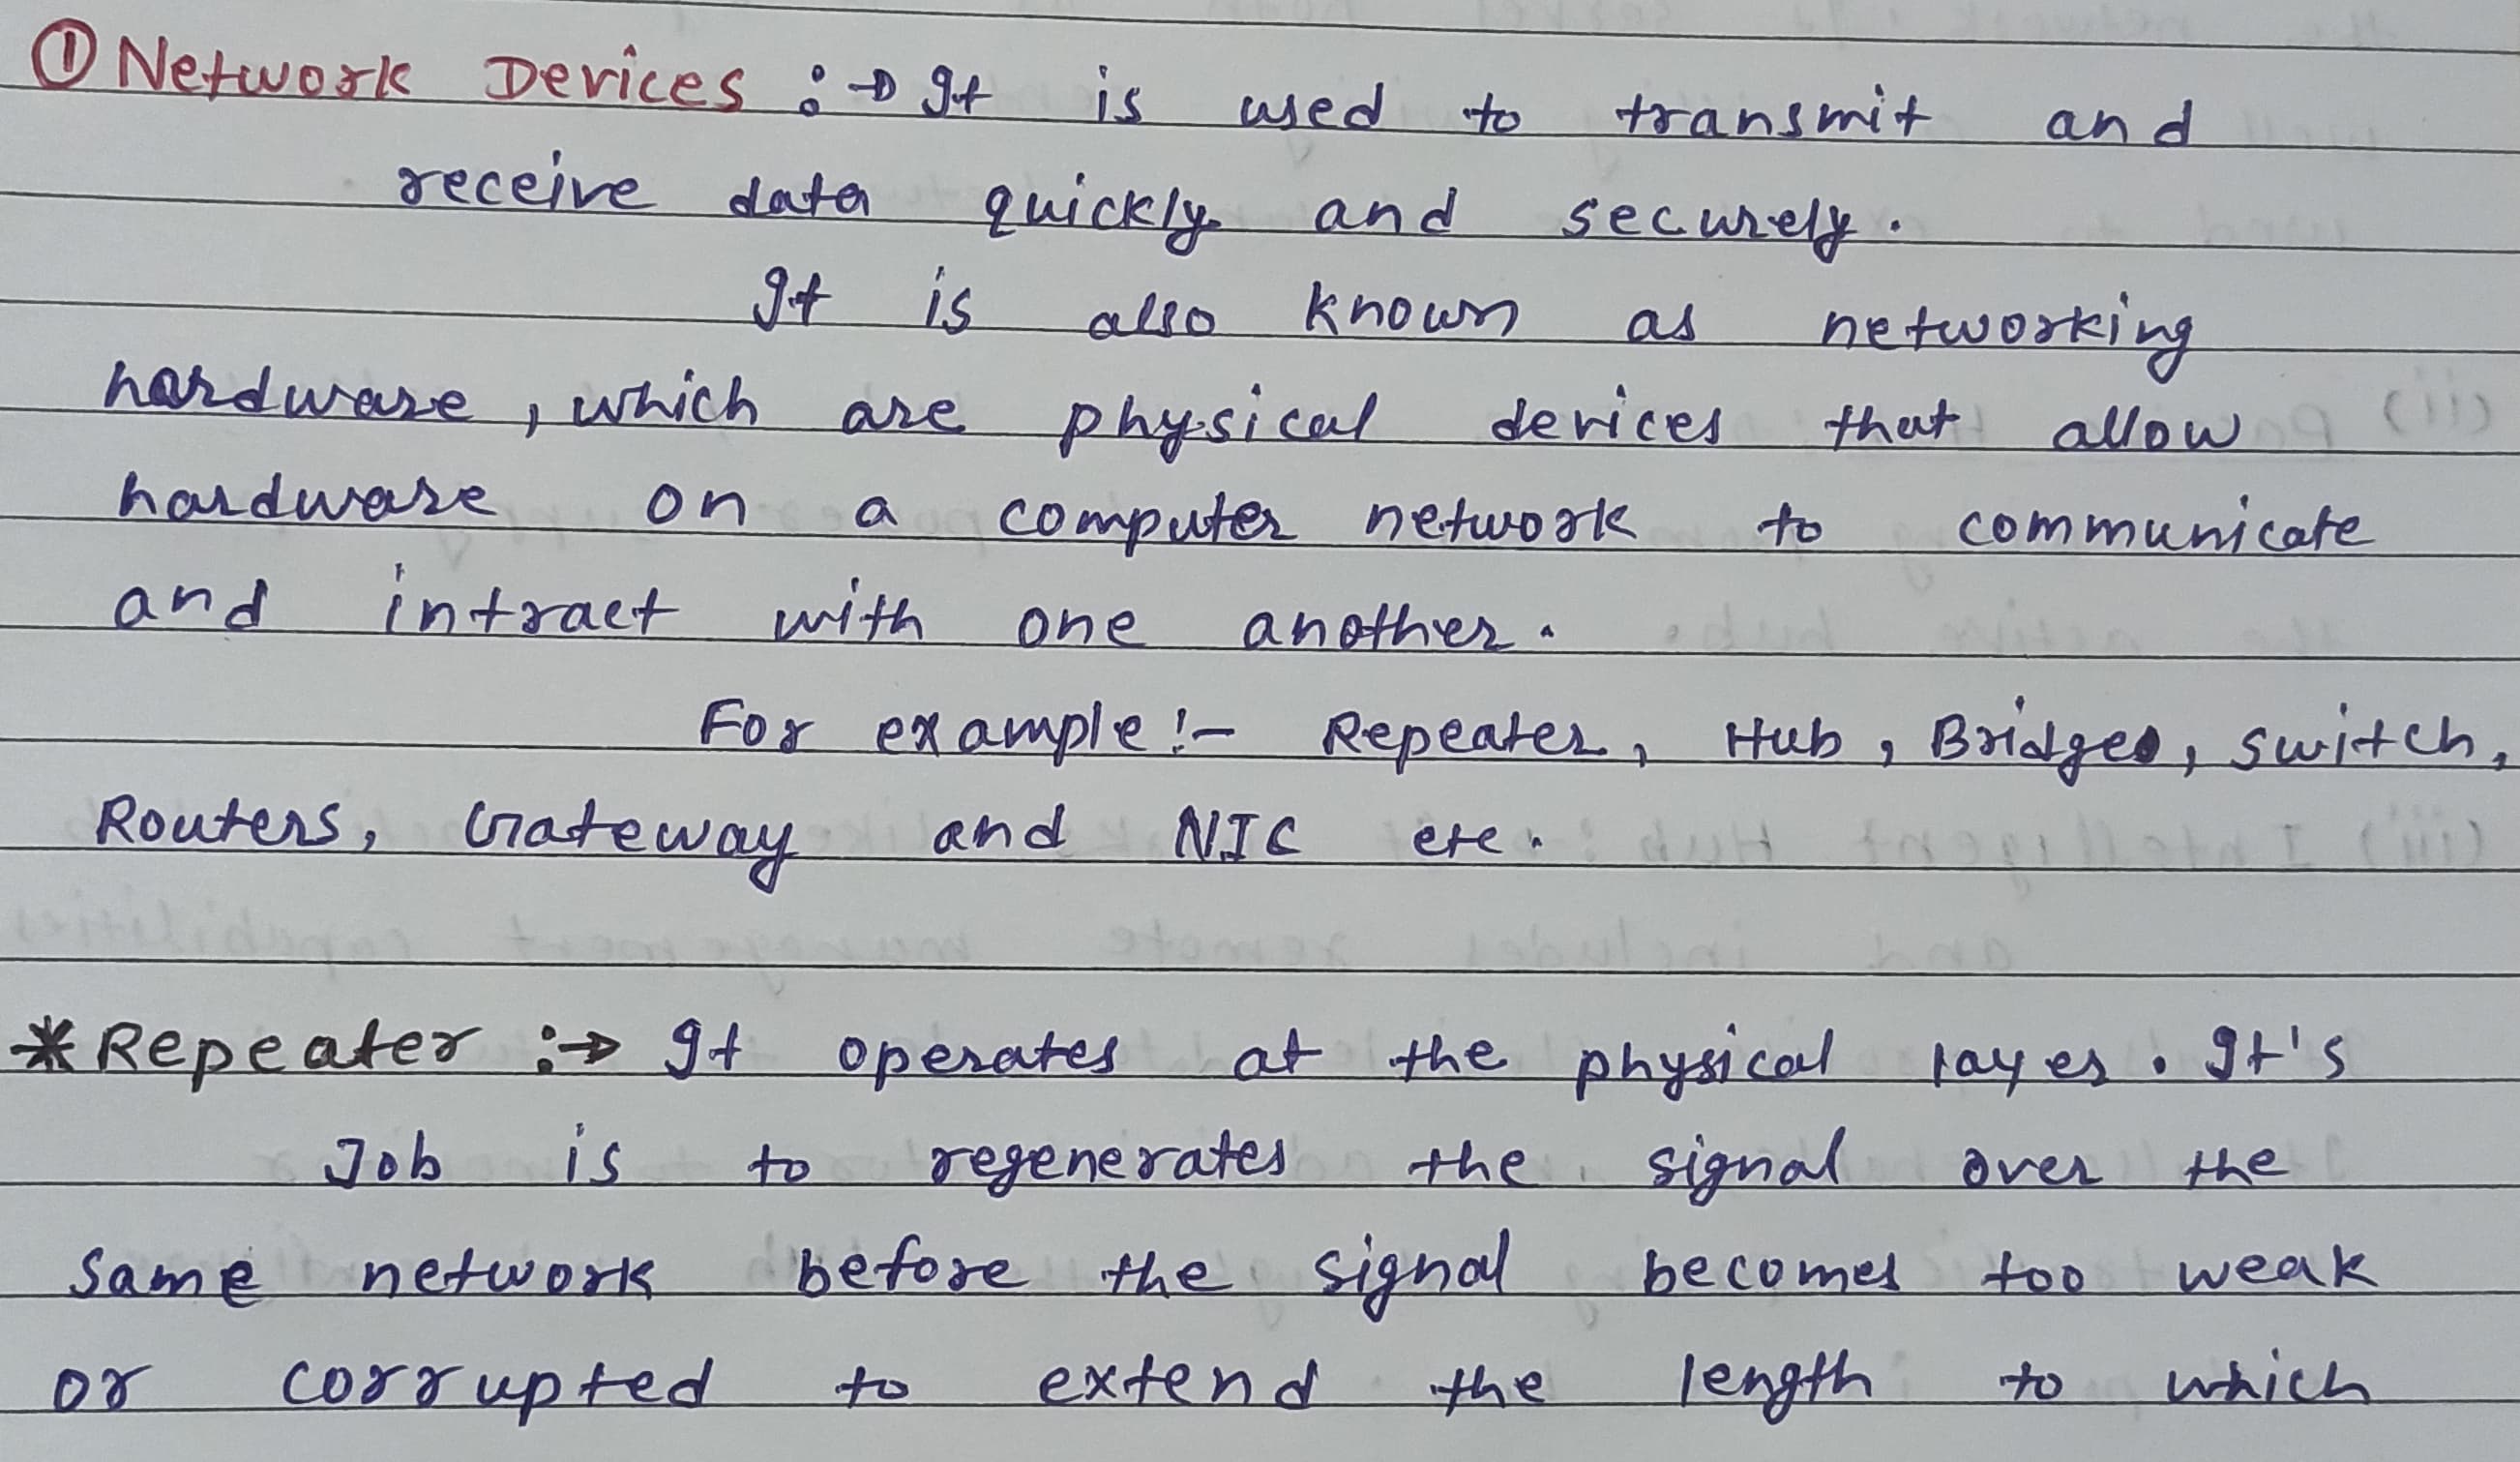 ① Network Devices :→ It is used to transmit and
receive data quickly and securely.
It is also known as networking
hardware, which are physical devices that allow
hardware on a computer network to communicate
and intract with one another.
For example :- Repeater, Hub, Bridges, switch,
Routers, Gateway and NIC etc.
* Repeater :→ It operates at the physical layer. It's
Job is to regenerates the signal over the
same network before the signal becomes too weak
or corrupted to extend the length to which